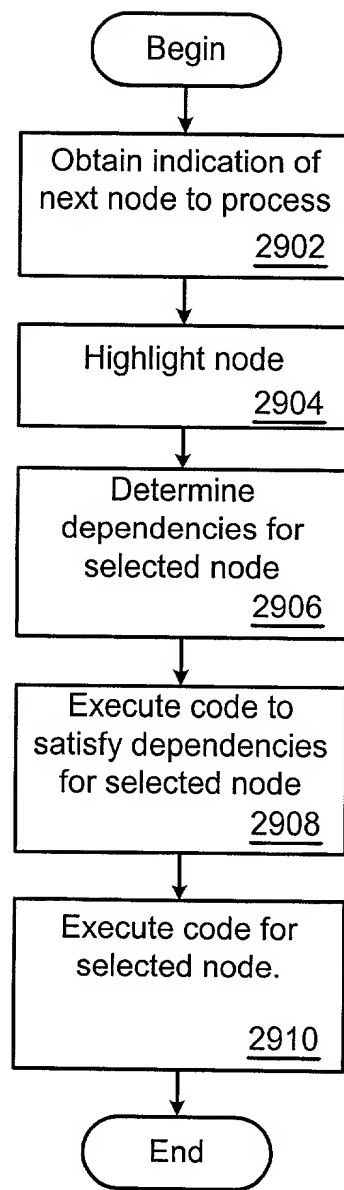 Begin
Obtain indication of
next node to process
2902
Highlight node
2904
Determine
dependencies for
selected node
2906
Execute code to
satisfy dependencies
for selected node
2908
Execute code for
selected node.
2910
End